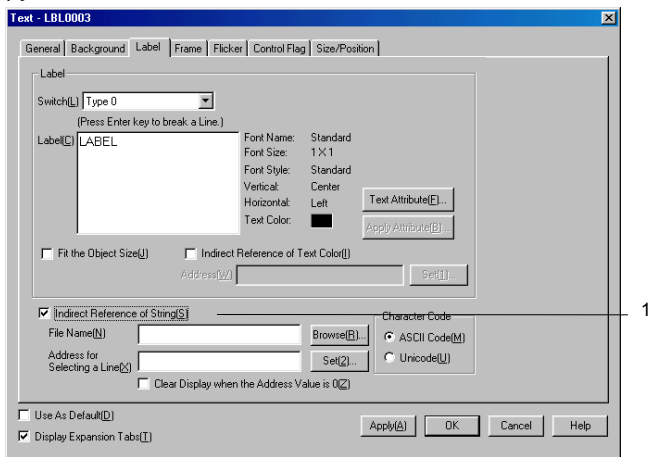 Text - LBL0003
General Background Label Frame Flicker Control Flag Size/Position
Label
Switch(L) Type 0
(Press Enter key to break a Line.)
Label(C) LABEL
Font Name: Standard
Font Size: 1 X 1
Font Style: Standard
Vertical: Center
Horizontal: Left
Text Color:
Text Attribute(F)...
Apply Attribute(B)...
Fit the Object Size(J) Indirect Reference of Text Color(I)
Address(W) Set(1)...
Indirect Reference of String(S) 1
File Name(N) Browse(R)...
Address for
Selecting a Line(X) Set(2)...
Clear Display when the Address Value is 0(Z)
Character Code
ASCII Code(M)
Unicode(U)
Use As Default(D)
Display Expansion Tabs(T)
Apply(A) OK Cancel Help